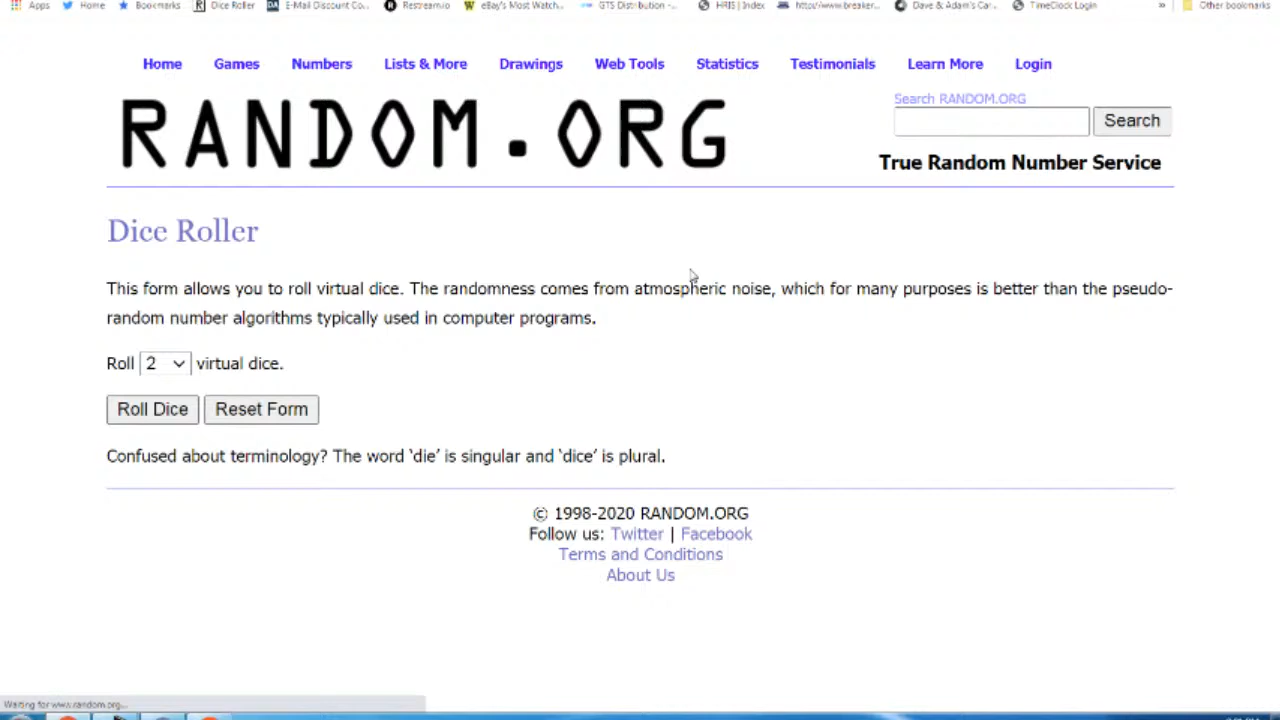 Apps Home Bookmarks Dice Roller E-Mail Discount Co... Restream.io eBay's Most Watch... GTS Distribution -... HRIS | Index http://www.breaker... Dave & Adam's Car... TimeClock Login » Other bookmarks
Home Games Numbers Lists & More Drawings Web Tools Statistics Testimonials Learn More Login
RANDOM.ORG
Search RANDOM.ORG
Search
True Random Number Service
Dice Roller
This form allows you to roll virtual dice. The randomness comes from atmospheric noise, which for many purposes is better than the pseudo-
random number algorithms typically used in computer programs.
Roll 2 virtual dice.
Roll Dice Reset Form
Confused about terminology? The word ‘die’ is singular and ‘dice’ is plural.
© 1998-2020 RANDOM.ORG
Follow us: Twitter | Facebook
Terms and Conditions
About Us
Waiting for www.random.org...